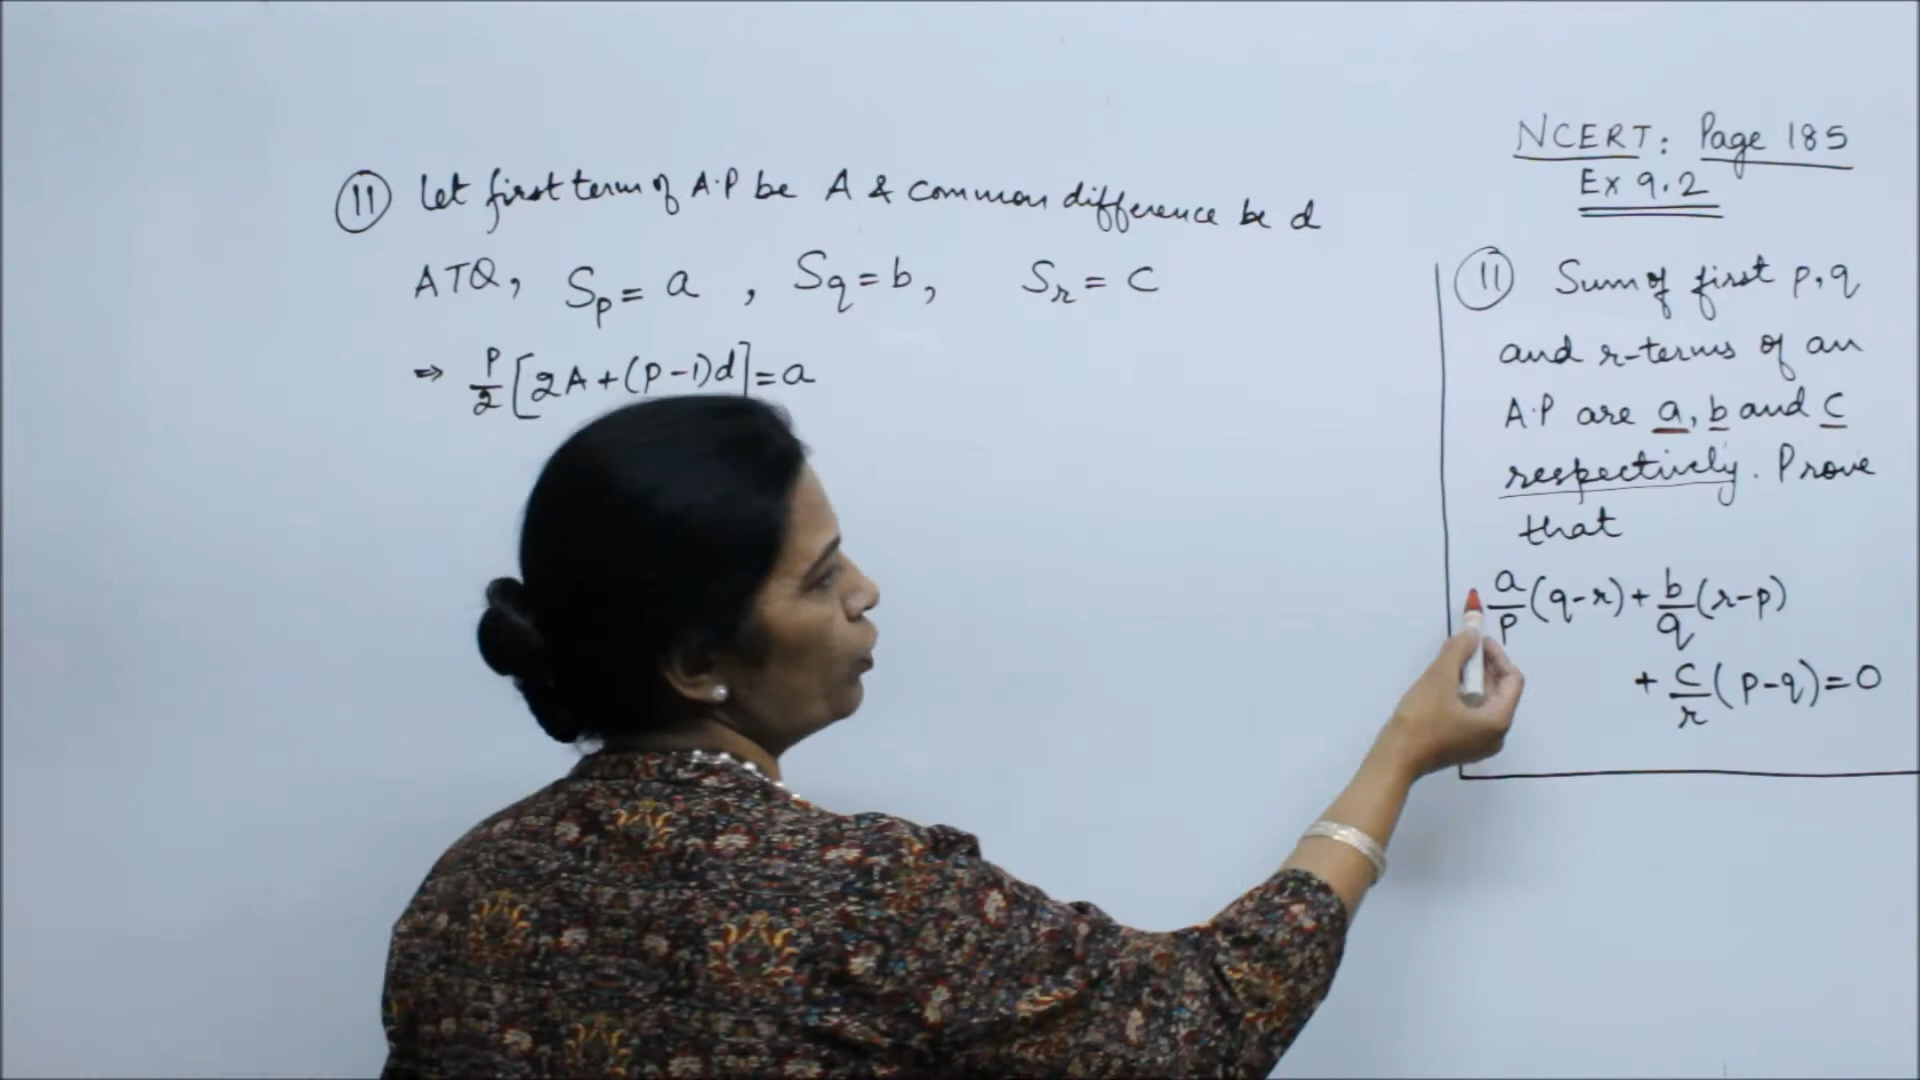 NCERT: Page 185
Ex 9.2
(11) Let first term of A.P be A & common difference be d
ATQ, Sp = a , Sq = b, Sr = c
⇒ p/2 [2A + (p-1)d] = a
(11) Sum of first p, q
and r-terms of an
A.P are a, b and c
respectively. Prove
that
a/p (q-r) + b/q (r-p)
+ c/r (p-q) = 0